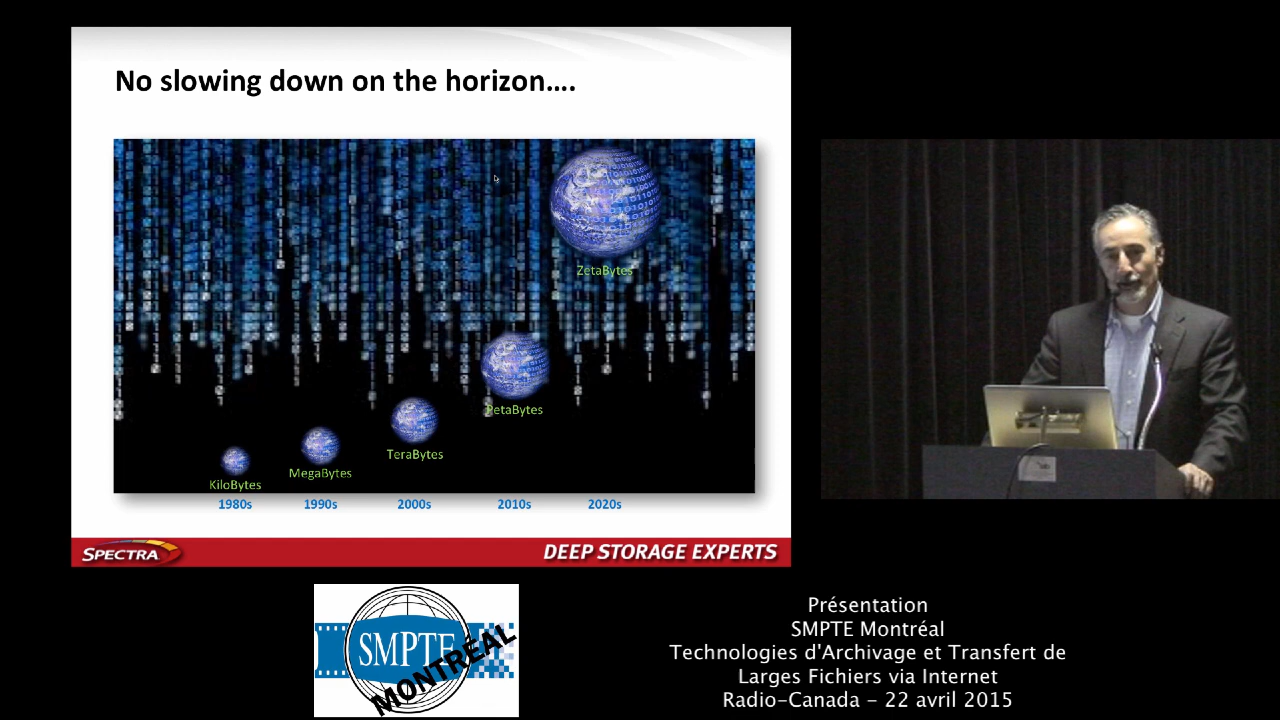 No slowing down on the horizon....
ZetaBytes
PetaBytes
TeraBytes
MegaBytes
KiloBytes
1980s 1990s 2000s 2010s 2020s
SPECTRA
DEEP STORAGE EXPERTS
SMPTE
MONTRÉAL
Présentation
SMPTE Montréal
Technologies d'Archivage et Transfert de
Larges Fichiers via Internet
Radio-Canada - 22 avril 2015